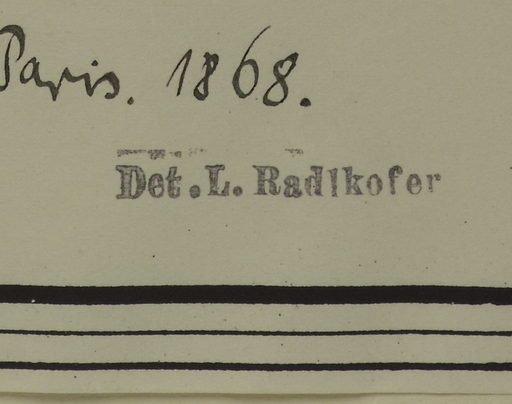 Paris. 1868.
Det. L. Radlkofer